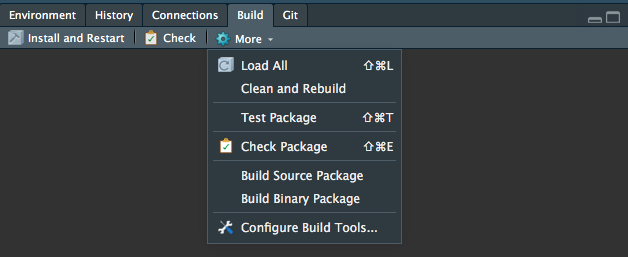 Environment History Connections Build Git
Install and Restart Check More
Load All ⇧⌘L
Clean and Rebuild
Test Package ⇧⌘T
Check Package ⇧⌘E
Build Source Package
Build Binary Package
Configure Build Tools...